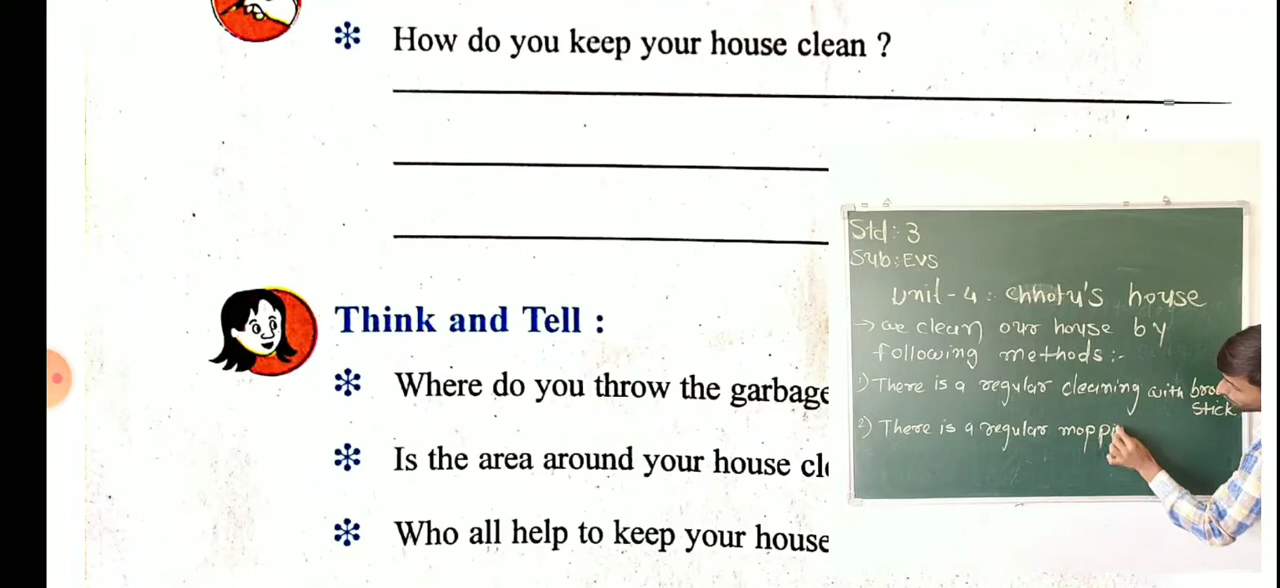 How do you keep your house clean ?
Think and Tell :
Where do you throw the garbage
Is the area around your house cl
Who all help to keep your house
Std : 3
Sub : EVS
Unit - 4 : Chhotu's house
→ we clean our house by
following methods :-
1) There is a regular cleaning with
stick
2) There is a regular moppi